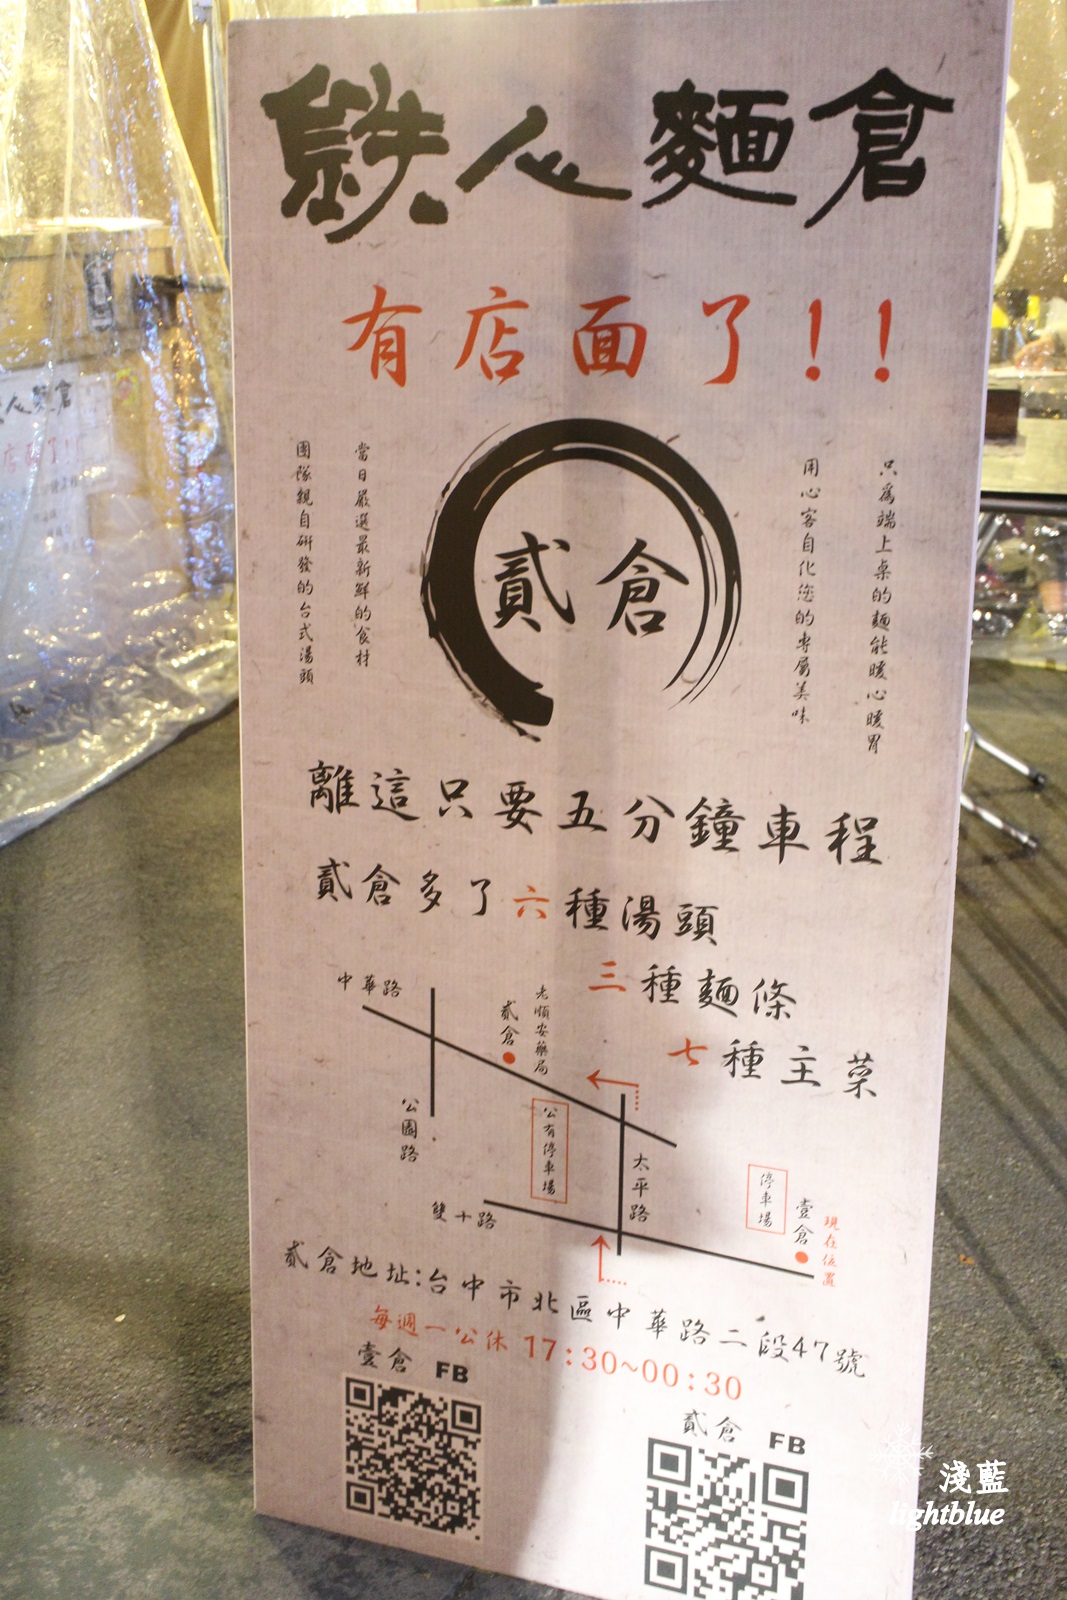 鉄人麵倉
有店面了!!
只為端上桌的麵能暖心暖胃
用心客自化您的專屬美味
當日嚴選最新鮮的食材
團隊親自研發的台式湯頭
貳倉
離這只要五分鐘車程
貳倉多了六種湯頭
三種麵條
七種主菜
中華路
貳倉
老順安藥局
公園路
公有停車場
太平路
雙十路
停車場
壹倉
現在位置
貳倉地址:台中市北區中華路二段47號
每週一公休 17:30~00:30
壹倉 FB
貳倉 FB
淺藍
lightblue